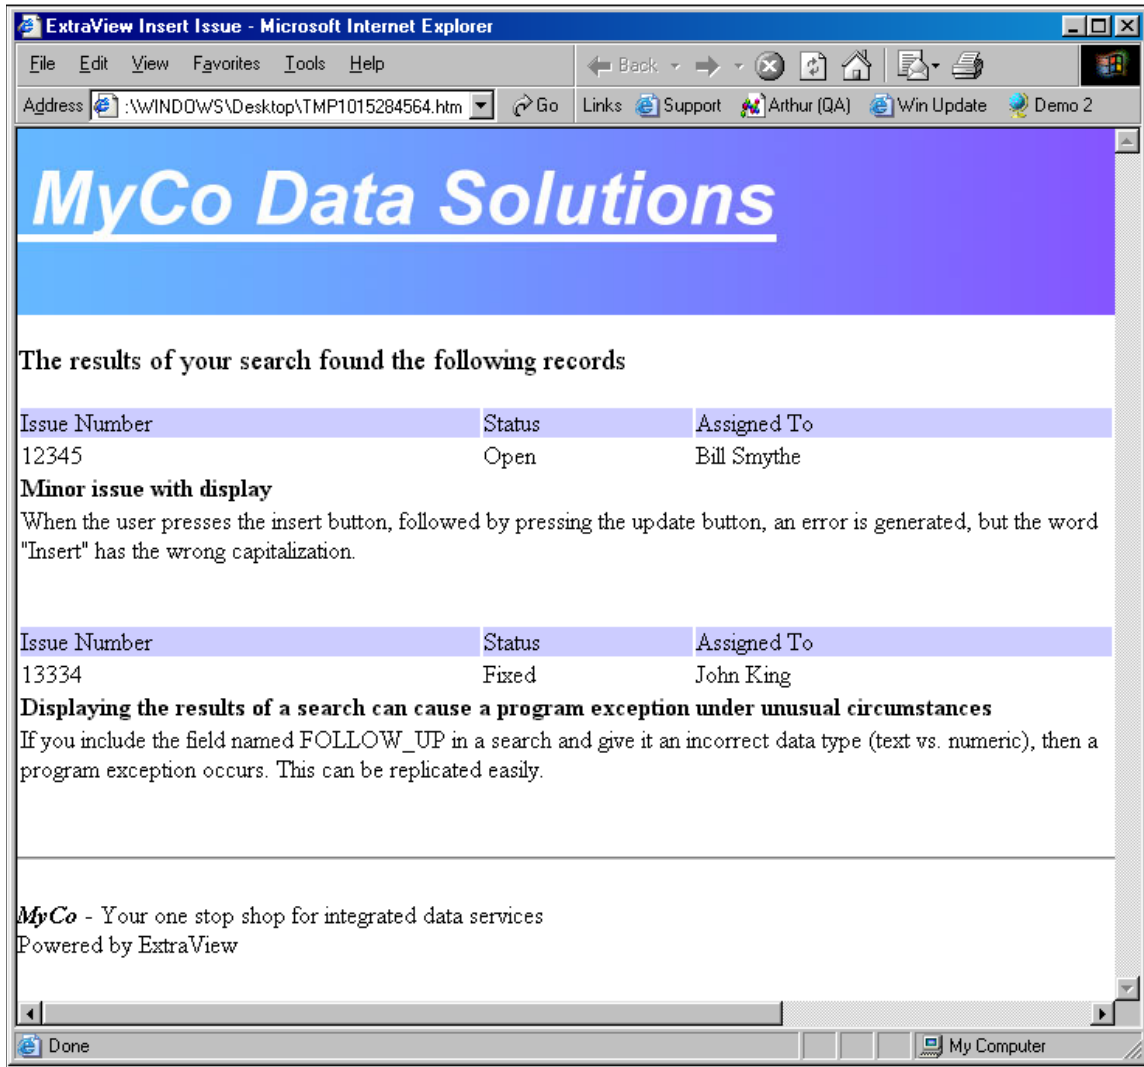 ExtraView Insert Issue - Microsoft Internet Explorer
File Edit View Favorites Tools Help Back
Address :\WINDOWS\Desktop\TMP1015284564.htm Go Links Support Arthur (QA) Win Update Demo 2
MyCo Data Solutions
The results of your search found the following records
Issue Number Status Assigned To
12345 Open Bill Smythe
Minor issue with display
When the user presses the insert button, followed by pressing the update button, an error is generated, but the word
"Insert" has the wrong capitalization.
Issue Number Status Assigned To
13334 Fixed John King
Displaying the results of a search can cause a program exception under unusual circumstances
If you include the field named FOLLOW_UP in a search and give it an incorrect data type (text vs. numeric), then a
program exception occurs. This can be replicated easily.
MyCo - Your one stop shop for integrated data services
Powered by ExtraView
Done My Computer